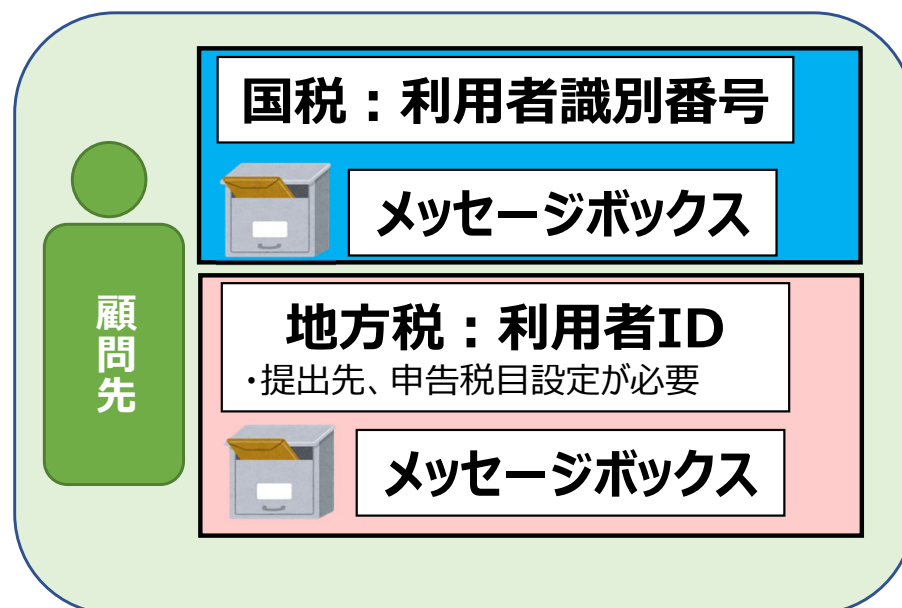 国税：利用者識別番号
メッセージボックス
顧問先
地方税：利用者ID
・提出先、申告税目設定が必要
メッセージボックス